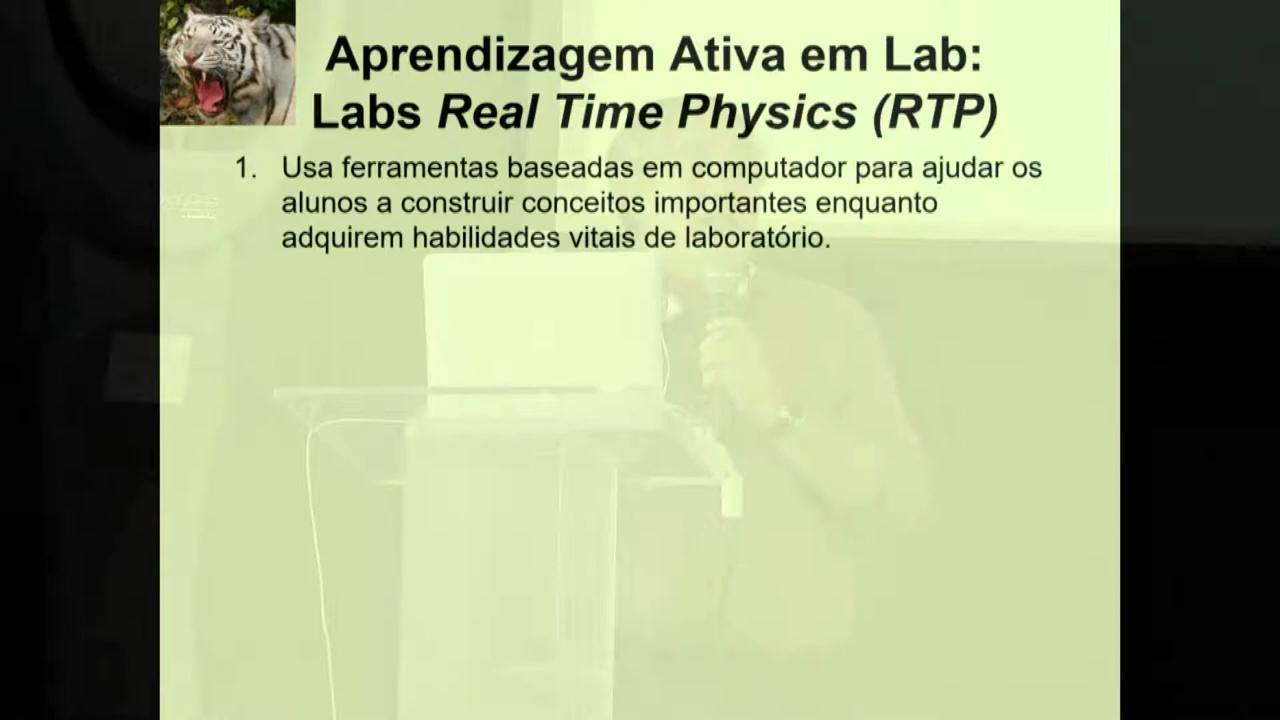 Aprendizagem Ativa em Lab:
Labs Real Time Physics (RTP)
1. Usa ferramentas baseadas em computador para ajudar os
alunos a construir conceitos importantes enquanto
adquirem habilidades vitais de laboratório.